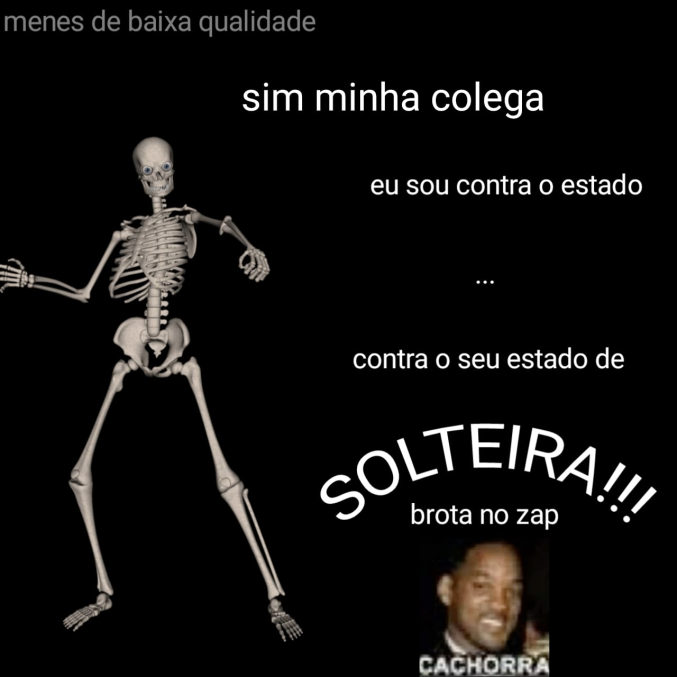 menes de baixa qualidade
sim minha colega
eu sou contra o estado
...
contra o seu estado de
SOLTEIRA!!!
brota no zap
CACHORRA